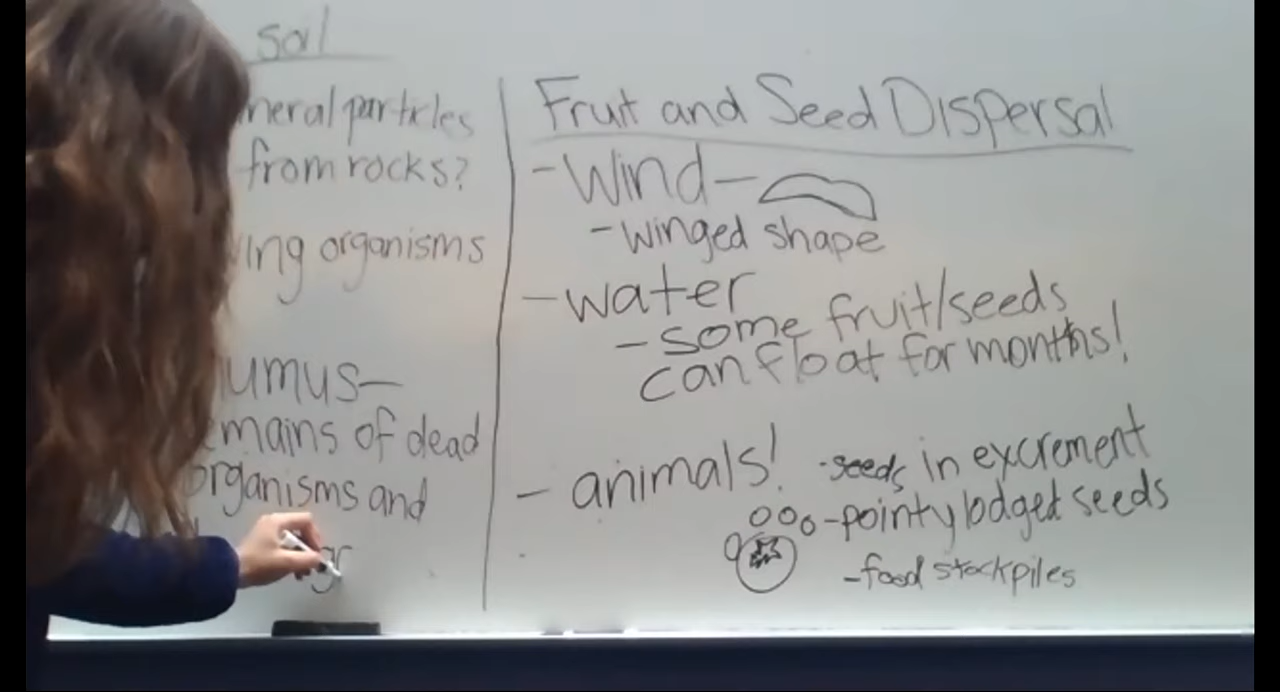 soil
neral particles
from rocks?
ing organisms
umus-
mains of dead
organisms and
gr
Fruit and Seed Dispersal
- Wind -
- winged shape
- water
- some fruit/seeds
can float for months!
- animals! - seeds in excrement
- pointy lodged seeds
- food stockpiles